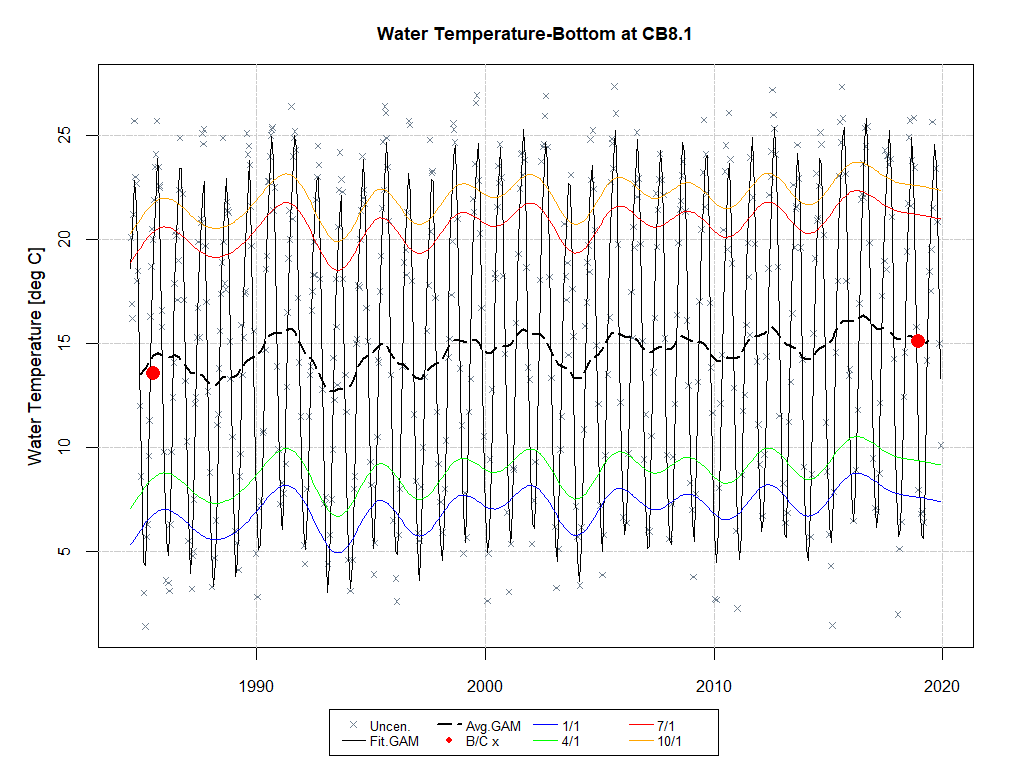 Water Temperature-Bottom at CB8.1
Water Temperature [deg C]
25
20
15
10
5
1990 2000 2010 2020
Uncen. Avg.GAM 1/1 7/1
Fit.GAM B/C x 4/1 10/1